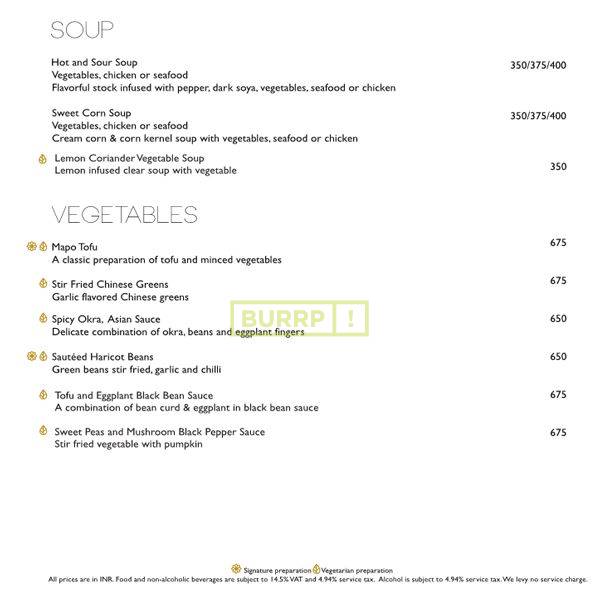 SOUP
Hot and Sour Soup 350/375/400
Vegetables, chicken or seafood
Flavorful stock infused with pepper, dark soya, vegetables, seafood or chicken
Sweet Corn Soup 350/375/400
Vegetables, chicken or seafood
Cream corn & corn kernel soup with vegetables, seafood or chicken
Lemon Coriander Vegetable Soup
Lemon infused clear soup with vegetable 350
VEGETABLES
Mapo Tofu 675
A classic preparation of tofu and minced vegetables
Stir Fried Chinese Greens 675
Garlic flavored Chinese greens
Spicy Okra, Asian Sauce 650
Delicate combination of okra, beans and eggplant fingers
BURRP!
Sautéed Haricot Beans 650
Green beans stir fried, garlic and chilli
Tofu and Eggplant Black Bean Sauce 675
A combination of bean curd & eggplant in black bean sauce
Sweet Peas and Mushroom Black Pepper Sauce 675
Stir fried vegetable with pumpkin
Signature preparation Vegetarian preparation
All prices are in INR. Food and non-alcoholic beverages are subject to 14.5% VAT and 4.94% service tax. Alcohol is subject to 4.94% service tax. We levy no service charge.